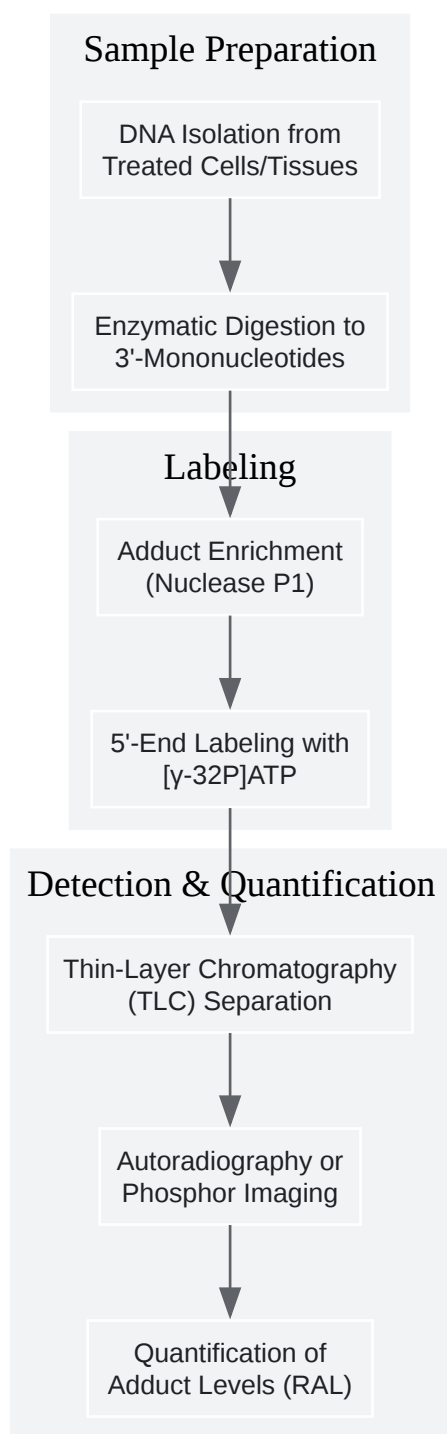 Sample Preparation
DNA Isolation from
Treated Cells/Tissues
Enzymatic Digestion to
3'-Mononucleotides
Labeling
Adduct Enrichment
(Nuclease P1)
5'-End Labeling with
[γ-32P]ATP
Detection & Quantification
Thin-Layer Chromatography
(TLC) Separation
Autoradiography or
Phosphor Imaging
Quantification of
Adduct Levels (RAL)